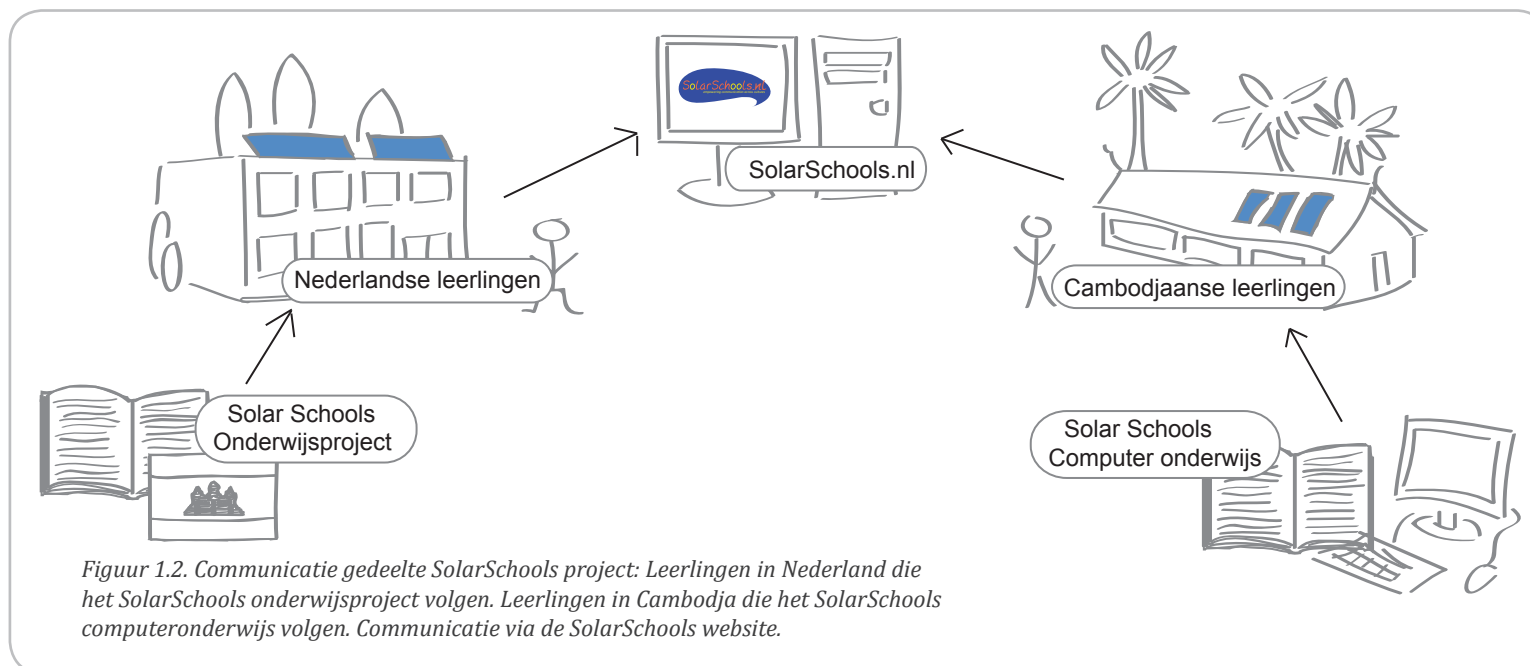 SolarSchools.nl
SolarSchools.nl
Nederlandse leerlingen
Cambodjaanse leerlingen
Solar Schools
Onderwijsproject
Solar Schools
Computer onderwijs
Figuur 1.2. Communicatie gedeelte SolarSchools project: Leerlingen in Nederland die
het SolarSchools onderwijsproject volgen. Leerlingen in Cambodja die het SolarSchools
computeronderwijs volgen. Communicatie via de SolarSchools website.